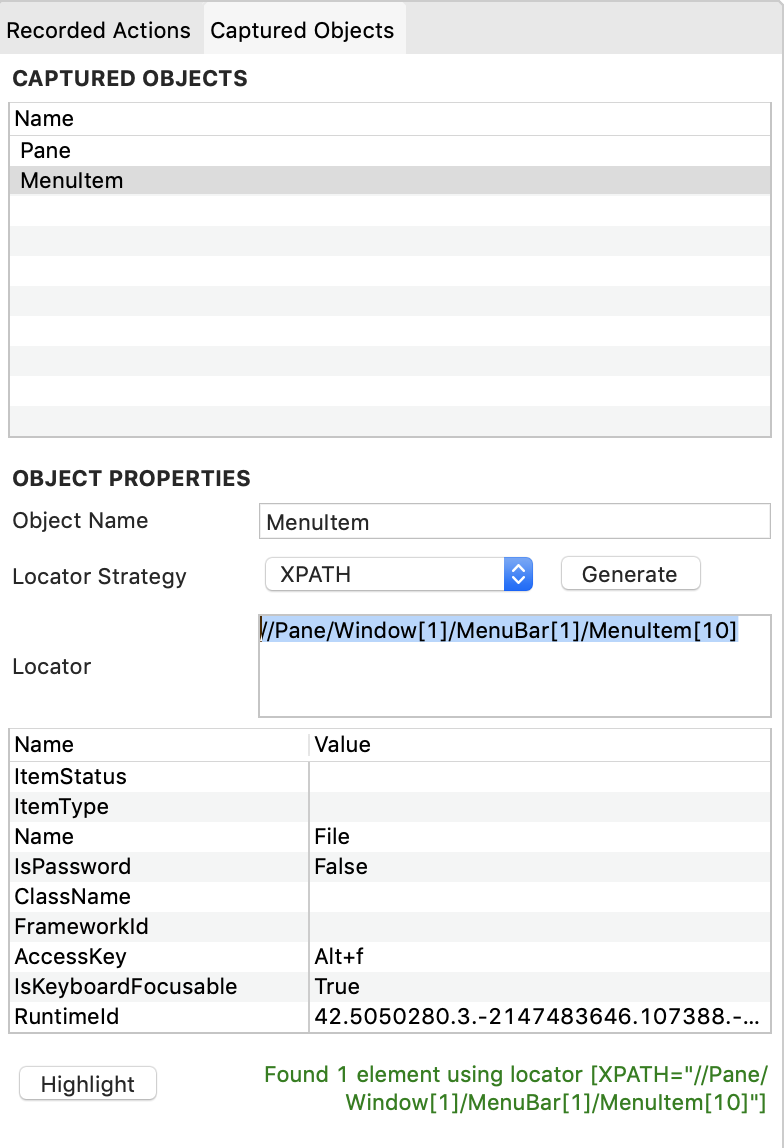 Recorded Actions Captured Objects
CAPTURED OBJECTS
Name
Pane
MenuItem
OBJECT PROPERTIES
Object Name MenuItem
Locator Strategy XPATH Generate
//Pane/Window[1]/MenuBar[1]/MenuItem[10]
Locator
Name Value
ItemStatus
ItemType
Name File
IsPassword False
ClassName
FrameworkId
AccessKey Alt+f
IsKeyboardFocusable True
RuntimeId 42.5050280.3.-2147483646.107388.-...
Highlight
Found 1 element using locator [XPATH="//Pane/
Window[1]/MenuBar[1]/MenuItem[10]"]